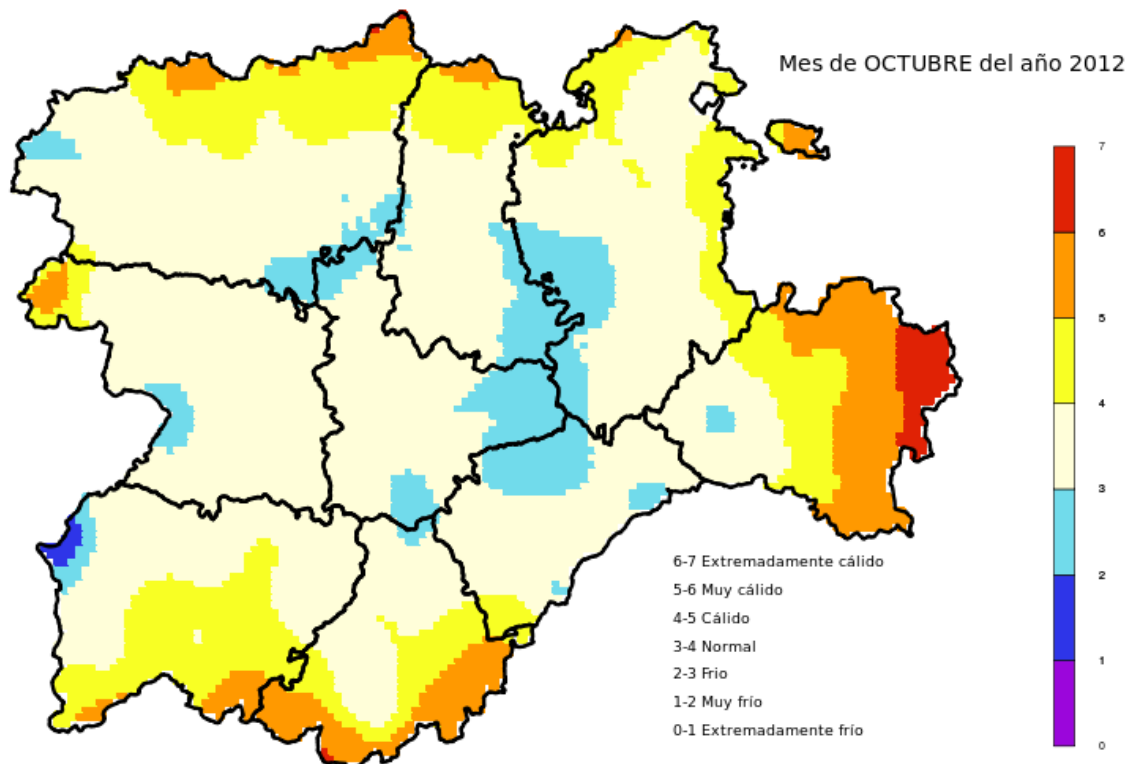 Mes de OCTUBRE del año 2012
7
6
5
4
3
2
1
0
6-7 Extremadamente cálido
5-6 Muy cálido
4-5 Cálido
3-4 Normal
2-3 Frio
1-2 Muy frío
0-1 Extremadamente frío